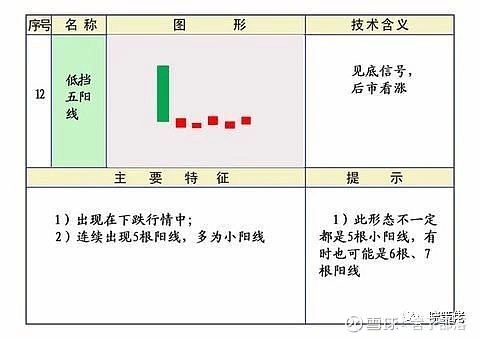 序号 名称 图形 技术含义
12 低挡 见底信号，
五阳 后市看涨
线
主要特征 提示
1）出现在下跌行情中；
2）连续出现5根阳线，多为小阳线
1）此形态不一定
都是5根小阳线，有
时也可能是6根、7
根阳线
雪球